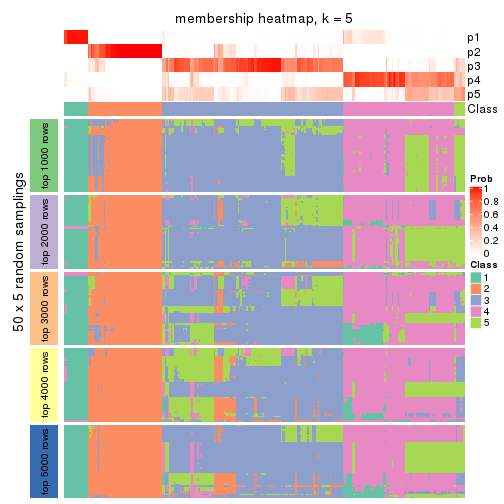 membership heatmap, k = 5
p1
p2
p3
p4
p5
Class
50 x 5 random samplings
top 1000 rows
top 2000 rows
top 3000 rows
top 4000 rows
top 5000 rows
Prob
1
0.8
0.6
0.4
0.2
0
Class
1
2
3
4
5